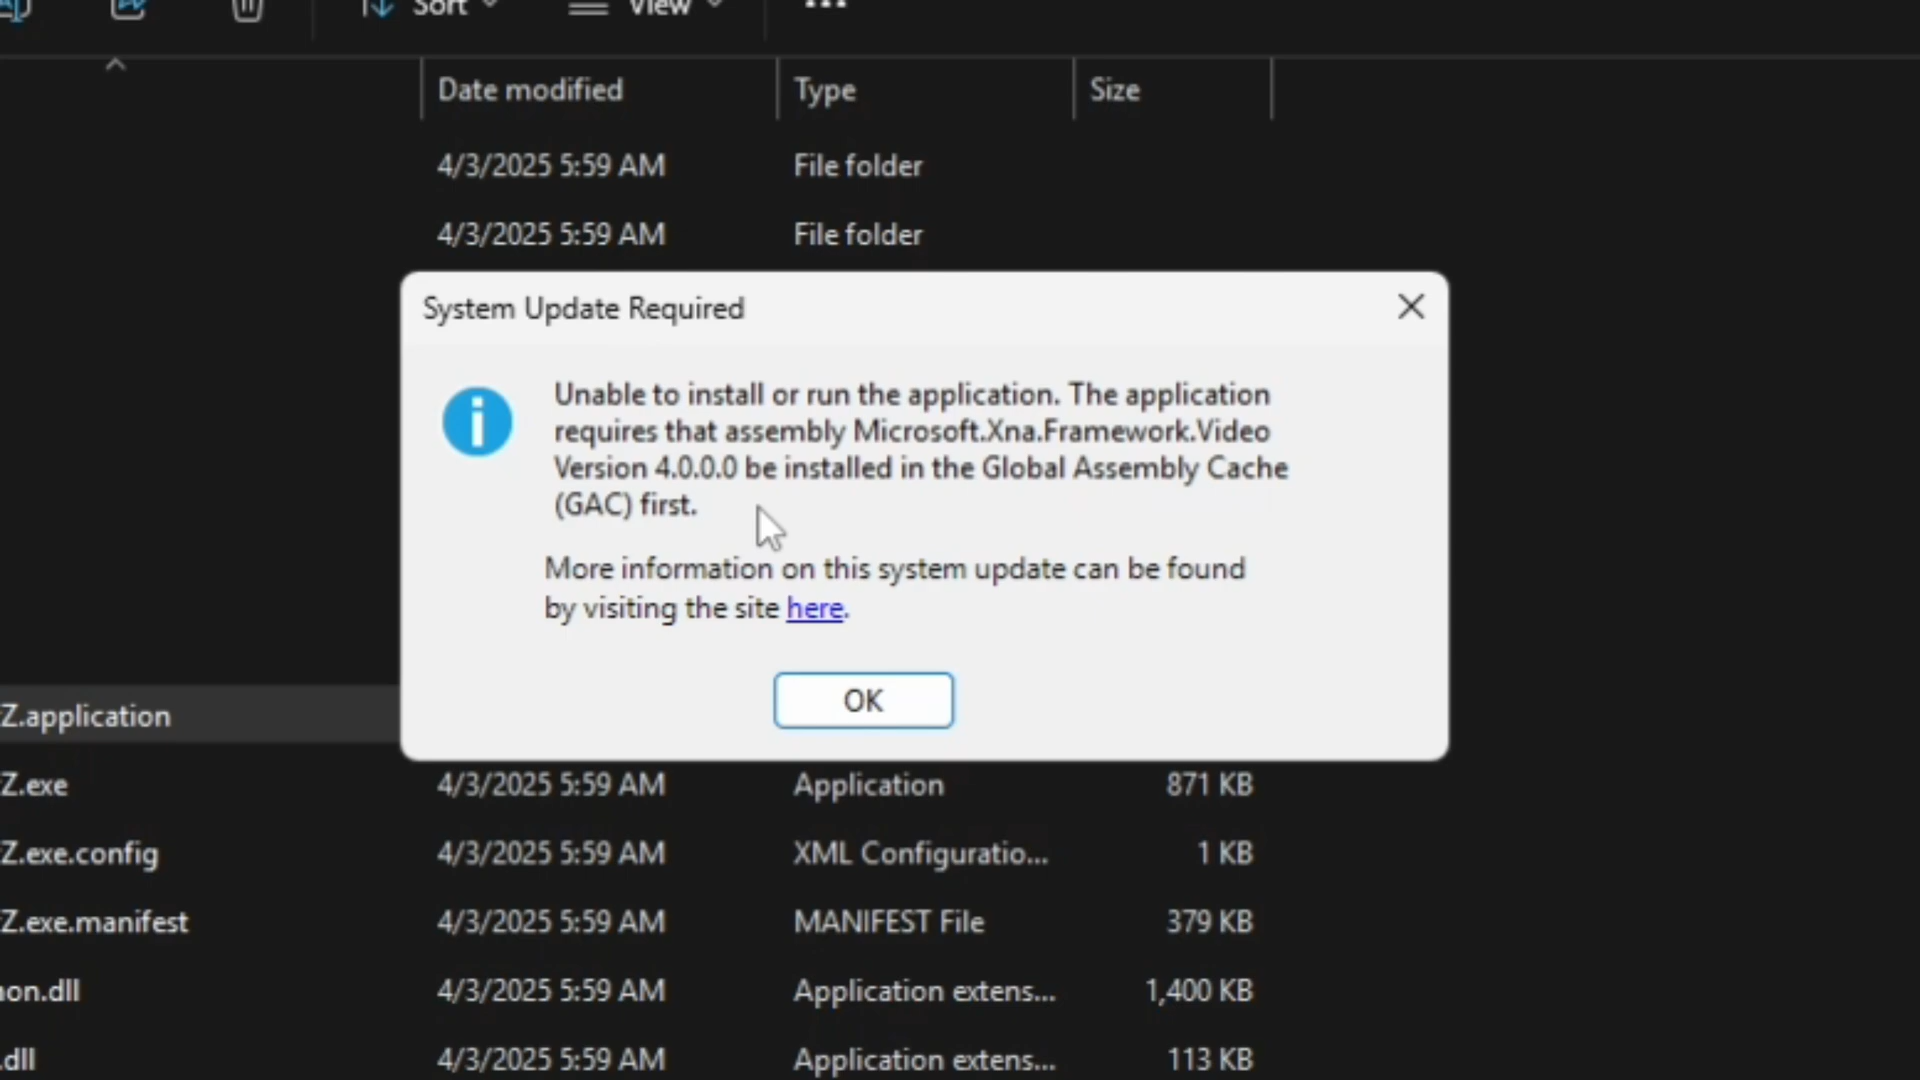 Sort
View
Date modified Type Size
4/3/2025 5:59 AM File folder
4/3/2025 5:59 AM File folder
System Update Required
Unable to install or run the application. The application
requires that assembly Microsoft.Xna.Framework.Video
Version 4.0.0.0 be installed in the Global Assembly Cache
(GAC) first.
More information on this system update can be found
by visiting the site here.
OK
Z.application
Z.exe 4/3/2025 5:59 AM Application 871 KB
Z.exe.config 4/3/2025 5:59 AM XML Configuratio... 1 KB
Z.exe.manifest 4/3/2025 5:59 AM MANIFEST File 379 KB
on.dll 4/3/2025 5:59 AM Application extens... 1,400 KB
.dll 4/3/2025 5:59 AM Application extens... 113 KB